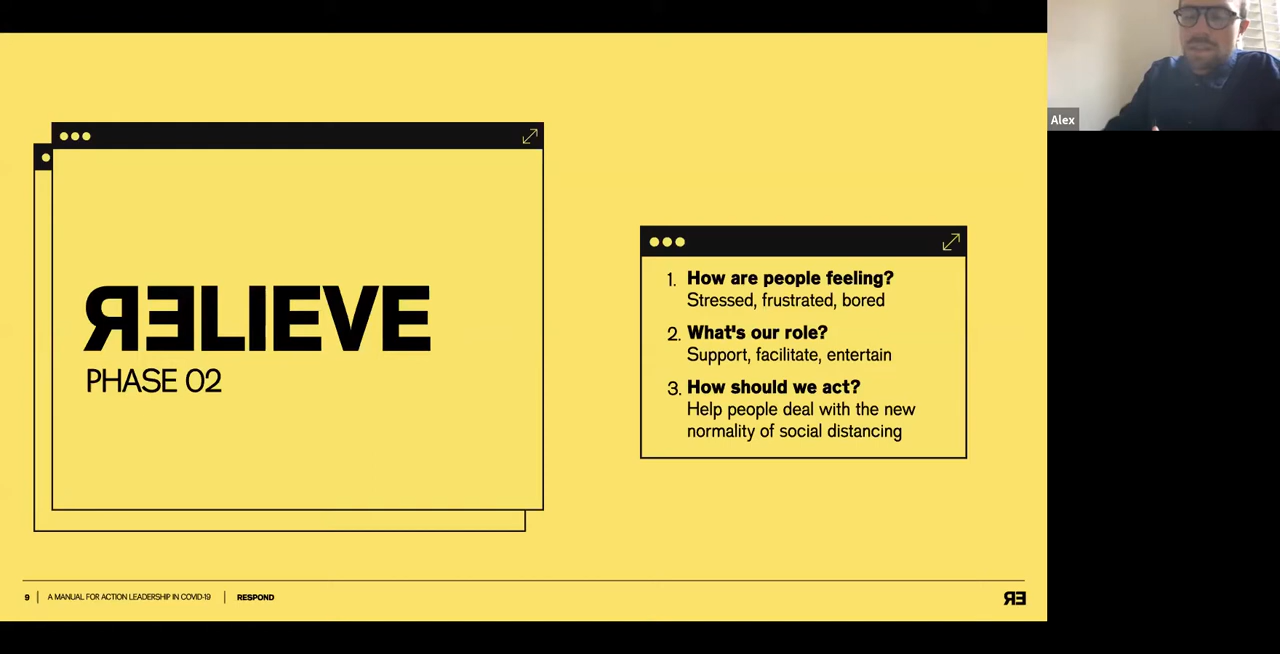 ЯƎLIEVE
PHASE 02
1. How are people feeling?
Stressed, frustrated, bored
2. What's our role?
Support, facilitate, entertain
3. How should we act?
Help people deal with the new
normality of social distancing
9 | A MANUAL FOR ACTION LEADERSHIP IN COVID-19 | RESPOND
ЯƎ
Alex